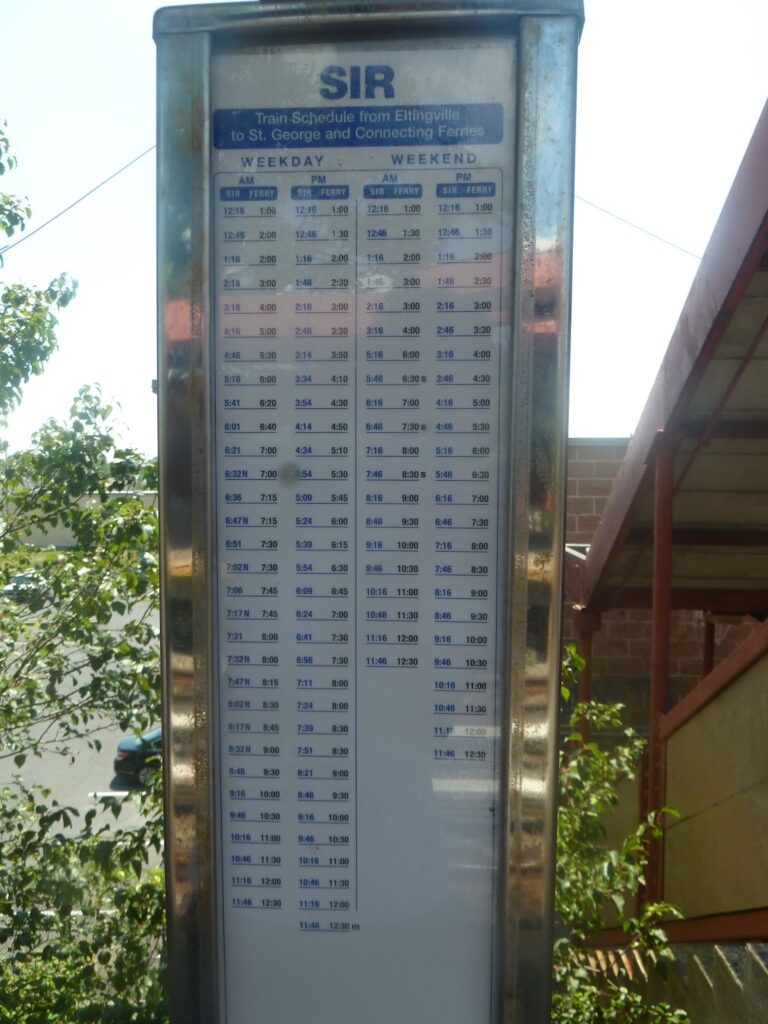 SIR
Train Schedule from Eltingville
to St. George and Connecting Ferries
WEEKDAY WEEKEND
AM PM AM PM
SIR FERRY SIR FERRY SIR FERRY SIR FERRY
12:16 1:00 12:16 1:00 12:16 1:00 12:16 1:00
12:46 2:00 12:46 1:30 12:46 1:30 12:46 1:30
1:16 2:00 1:16 2:00 1:16 2:00 1:16 2:00
2:16 3:00 1:46 2:30 1:46 3:00 1:46 2:30
3:16 4:00 2:16 3:00 2:16 3:00 2:16 3:00
4:16 5:00 2:46 3:30 3:16 4:00 2:46 3:30
4:46 5:30 3:14 3:50 5:16 6:00 3:16 4:00
5:16 6:00 3:34 4:10 5:46 6:30 s 3:46 4:30
5:41 6:20 3:54 4:30 6:16 7:00 4:16 5:00
6:01 6:40 4:14 4:50 6:46 7:30 s 4:46 5:30
6:21 7:00 4:34 5:10 7:16 8:00 5:16 6:00
6:32N 7:00 5:30 7:46 8:30 s 5:46 6:30
6:36 7:15 5:09 5:45 8:16 9:00 6:16 7:00
6:47N 7:15 5:24 6:00 8:46 9:30 6:46 7:30
6:51 7:30 5:39 6:15 9:16 10:00 7:16 8:00
7:02N 7:30 5:54 6:30 9:46 10:30 7:46 8:30
7:06 7:45 6:09 6:45 10:16 11:00 8:16 9:00
7:17N 7:45 6:24 7:00 10:46 11:30 8:46 9:30
7:21 8:00 6:41 7:30 11:16 12:00 9:16 10:00
7:32N 8:00 6:56 7:30 11:46 12:30 9:46 10:30
7:47N 8:15 7:11 8:00 10:16 11:00
8:02N 8:30 7:24 8:00 10:46 11:30
8:17N 8:45 7:39 8:30 12:00
8:32N 9:00 7:51 8:30 11:46 12:30
8:46 9:30 8:21 9:00
9:16 10:00 8:46 9:30
9:46 10:30 9:16 10:00
10:16 11:00 9:46 10:30
10:46 11:30 10:16 11:00
11:16 12:00 10:46 11:30
11:46 12:30 11:16 12:00
11:46 12:30 m